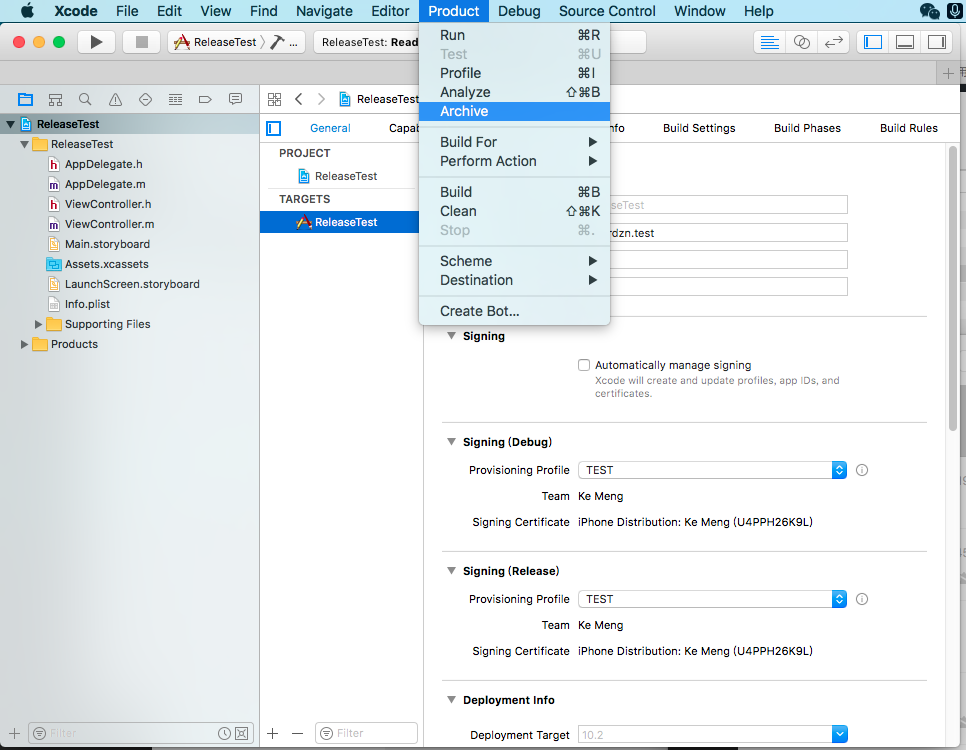 Xcode File Edit View Find Navigate Editor Product Debug Source Control Window Help
ReleaseTest ... ReleaseTest: Read
Run ⌘R
Test ⌘U
Profile ⌘I
Analyze ⇧⌘B
Archive
Build For
Perform Action
Build ⌘B
Clean ⇧⌘K
Stop ⌘.
Scheme
Destination
Create Bot...
ReleaseTest
ReleaseTest
AppDelegate.h
AppDelegate.m
ViewController.h
ViewController.m
Main.storyboard
Assets.xcassets
LaunchScreen.storyboard
Info.plist
Supporting Files
Products
Filter
ReleaseTest
General Capab nfo Build Settings Build Phases Build Rules
PROJECT
ReleaseTest
TARGETS
ReleaseTest
Filter
seTest
rdzn.test
Signing
Automatically manage signing
Xcode will create and update profiles, app IDs, and
certificates.
Signing (Debug)
Provisioning Profile TEST
Team Ke Meng
Signing Certificate iPhone Distribution: Ke Meng (U4PPH26K9L)
Signing (Release)
Provisioning Profile TEST
Team Ke Meng
Signing Certificate iPhone Distribution: Ke Meng (U4PPH26K9L)
Deployment Info
Deployment Target 10.2